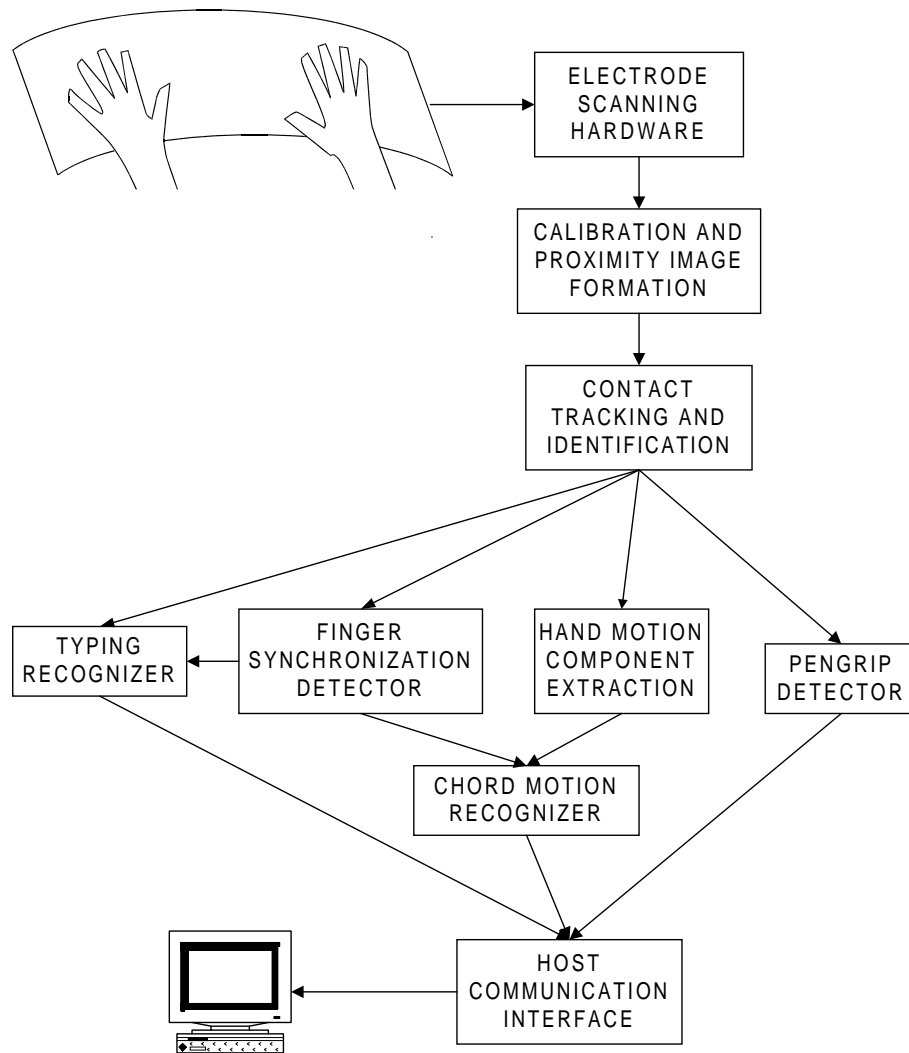 ELECTRODE
SCANNING
HARDWARE
CALIBRATION AND
PROXIMITY IMAGE
FORMATION
CONTACT
TRACKING AND
IDENTIFICATION
TYPING
RECOGNIZER
FINGER
SYNCHRONIZATION
DETECTOR
HAND MOTION
COMPONENT
EXTRACTION
PENGRIP
DETECTOR
CHORD MOTION
RECOGNIZER
HOST
COMMUNICATION
INTERFACE